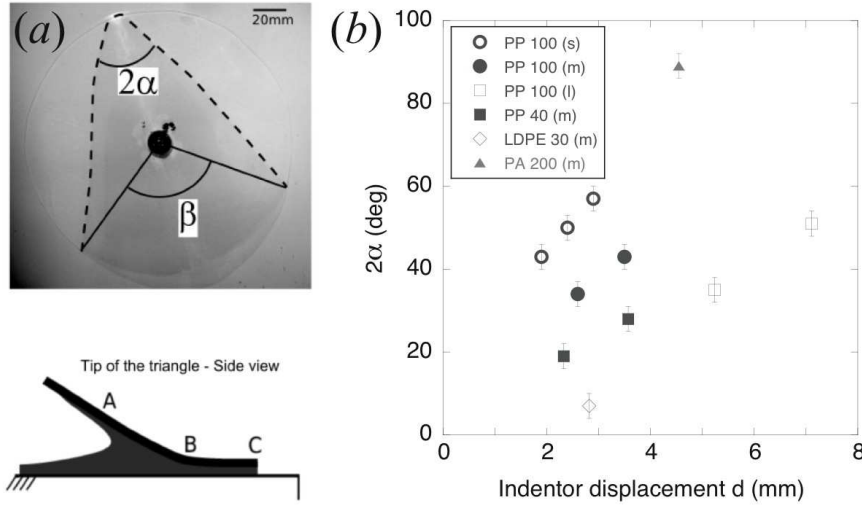 (a)
20mm
2α
β
Tip of the triangle - Side view
A
B
C
(b)
100
80
60
40
20
0
2α (deg)
PP 100 (s)
PP 100 (m)
PP 100 (l)
PP 40 (m)
LDPE 30 (m)
PA 200 (m)
0 2 4 6 8
Indentor displacement d (mm)